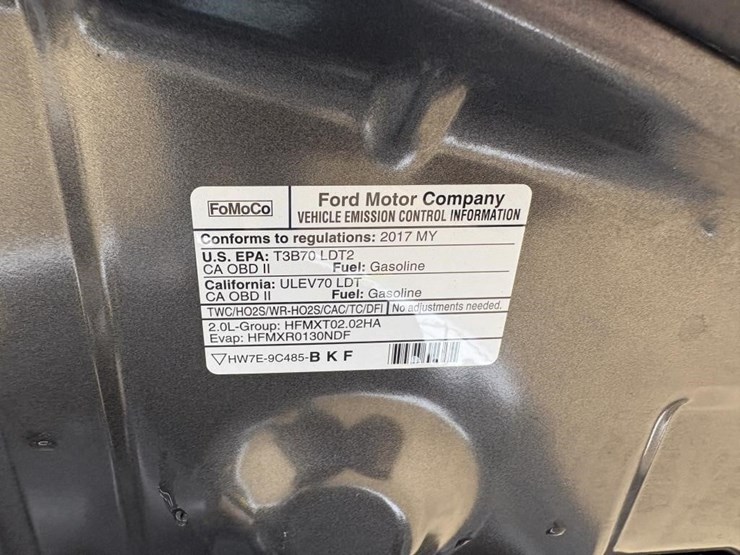 FoMoCo
Ford Motor Company
VEHICLE EMISSION CONTROL INFORMATION
Conforms to regulations: 2017 MY
U.S. EPA: T3B70 LDT2
CA OBD II Fuel: Gasoline
California: ULEV70 LDT
CA OBD II Fuel: Gasoline
TWC/HO2S/WR-HO2S/CAC/TC/DFI No adjustments needed.
2.0L-Group: HFMXT02.02HA
Evap: HFMXR0130NDF
HW7E-9C485-B K F